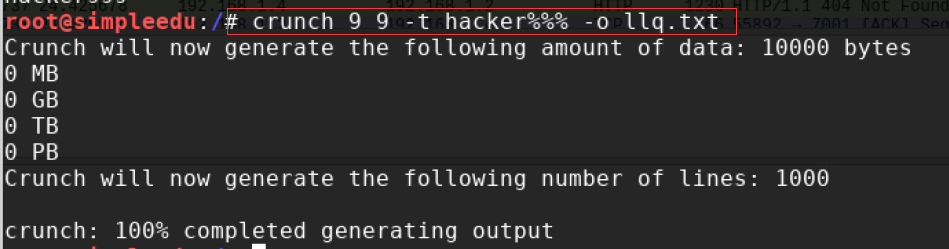 root@simpleedu:/# crunch 9 9 -t hacker%%% -o llq.txt
Crunch will now generate the following amount of data: 10000 bytes
0 MB
0 GB
0 TB
0 PB
Crunch will now generate the following number of lines: 1000
crunch: 100% completed generating output